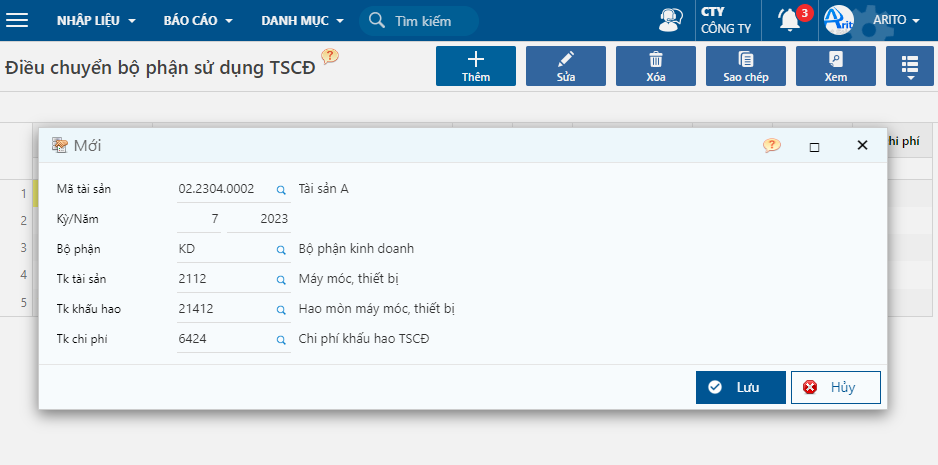 NHẬP LIỆU BÁO CÁO DANH MỤC Tìm kiếm CTY 3 ARITO
CÔNG TY Arit
Điều chuyển bộ phận sử dụng TSCĐ ? Thêm Sửa Xóa Sao chép Xem
Mới ? hi phí
Mã tài sản 02.2304.0002 Tài sản A
1
Kỳ/Năm 7 2023
2
Bộ phận KD Bộ phận kinh doanh
3
Tk tài sản 2112 Máy móc, thiết bị
4
Tk khấu hao 21412 Hao mòn máy móc, thiết bị
5
Tk chi phí 6424 Chi phí khấu hao TSCĐ
Lưu Hủy